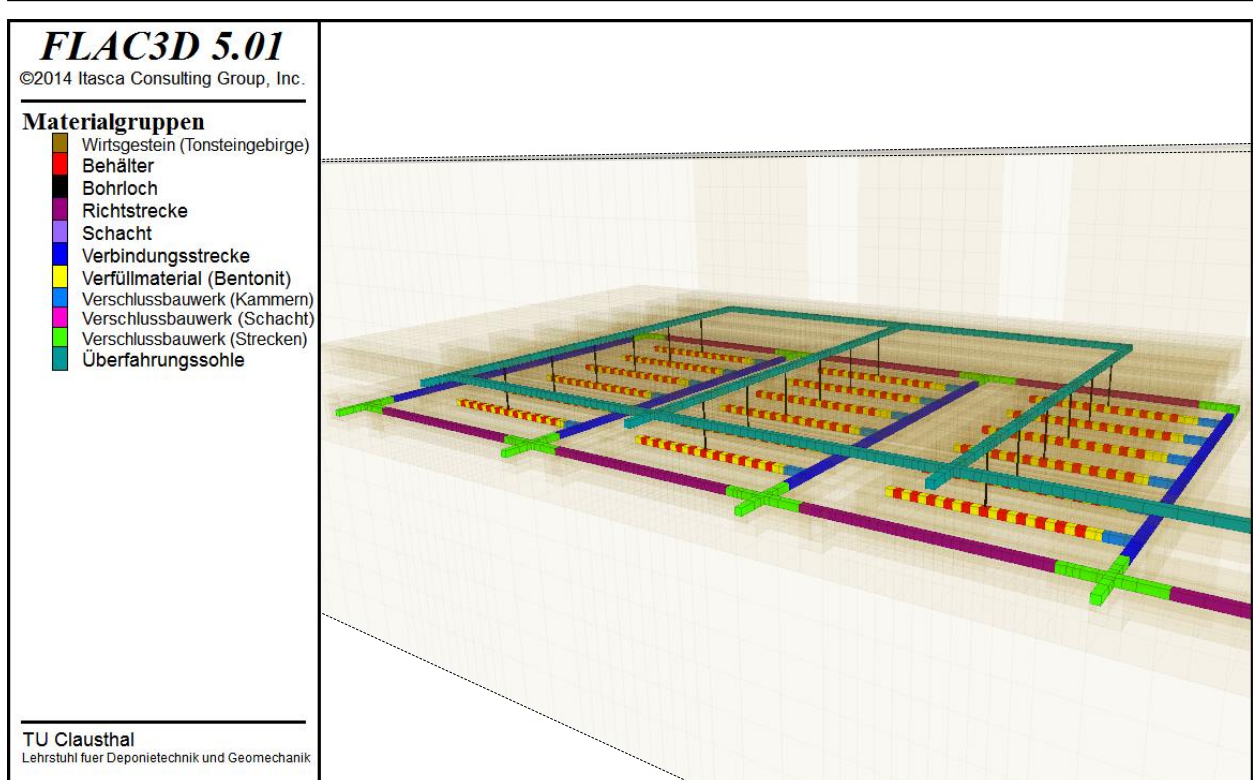 FLAC3D 5.01
©2014 Itasca Consulting Group, Inc.
Materialgruppen
Wirtsgestein (Tonsteingebirge)
Behälter
Bohrloch
Richtstrecke
Schacht
Verbindungsstrecke
Verfüllmaterial (Bentonit)
Verschlussbauwerk (Kammern)
Verschlussbauwerk (Schacht)
Verschlussbauwerk (Strecken)
Überfahrungssohle
TU Clausthal
Lehrstuhl fuer Deponietechnik und Geomechanik